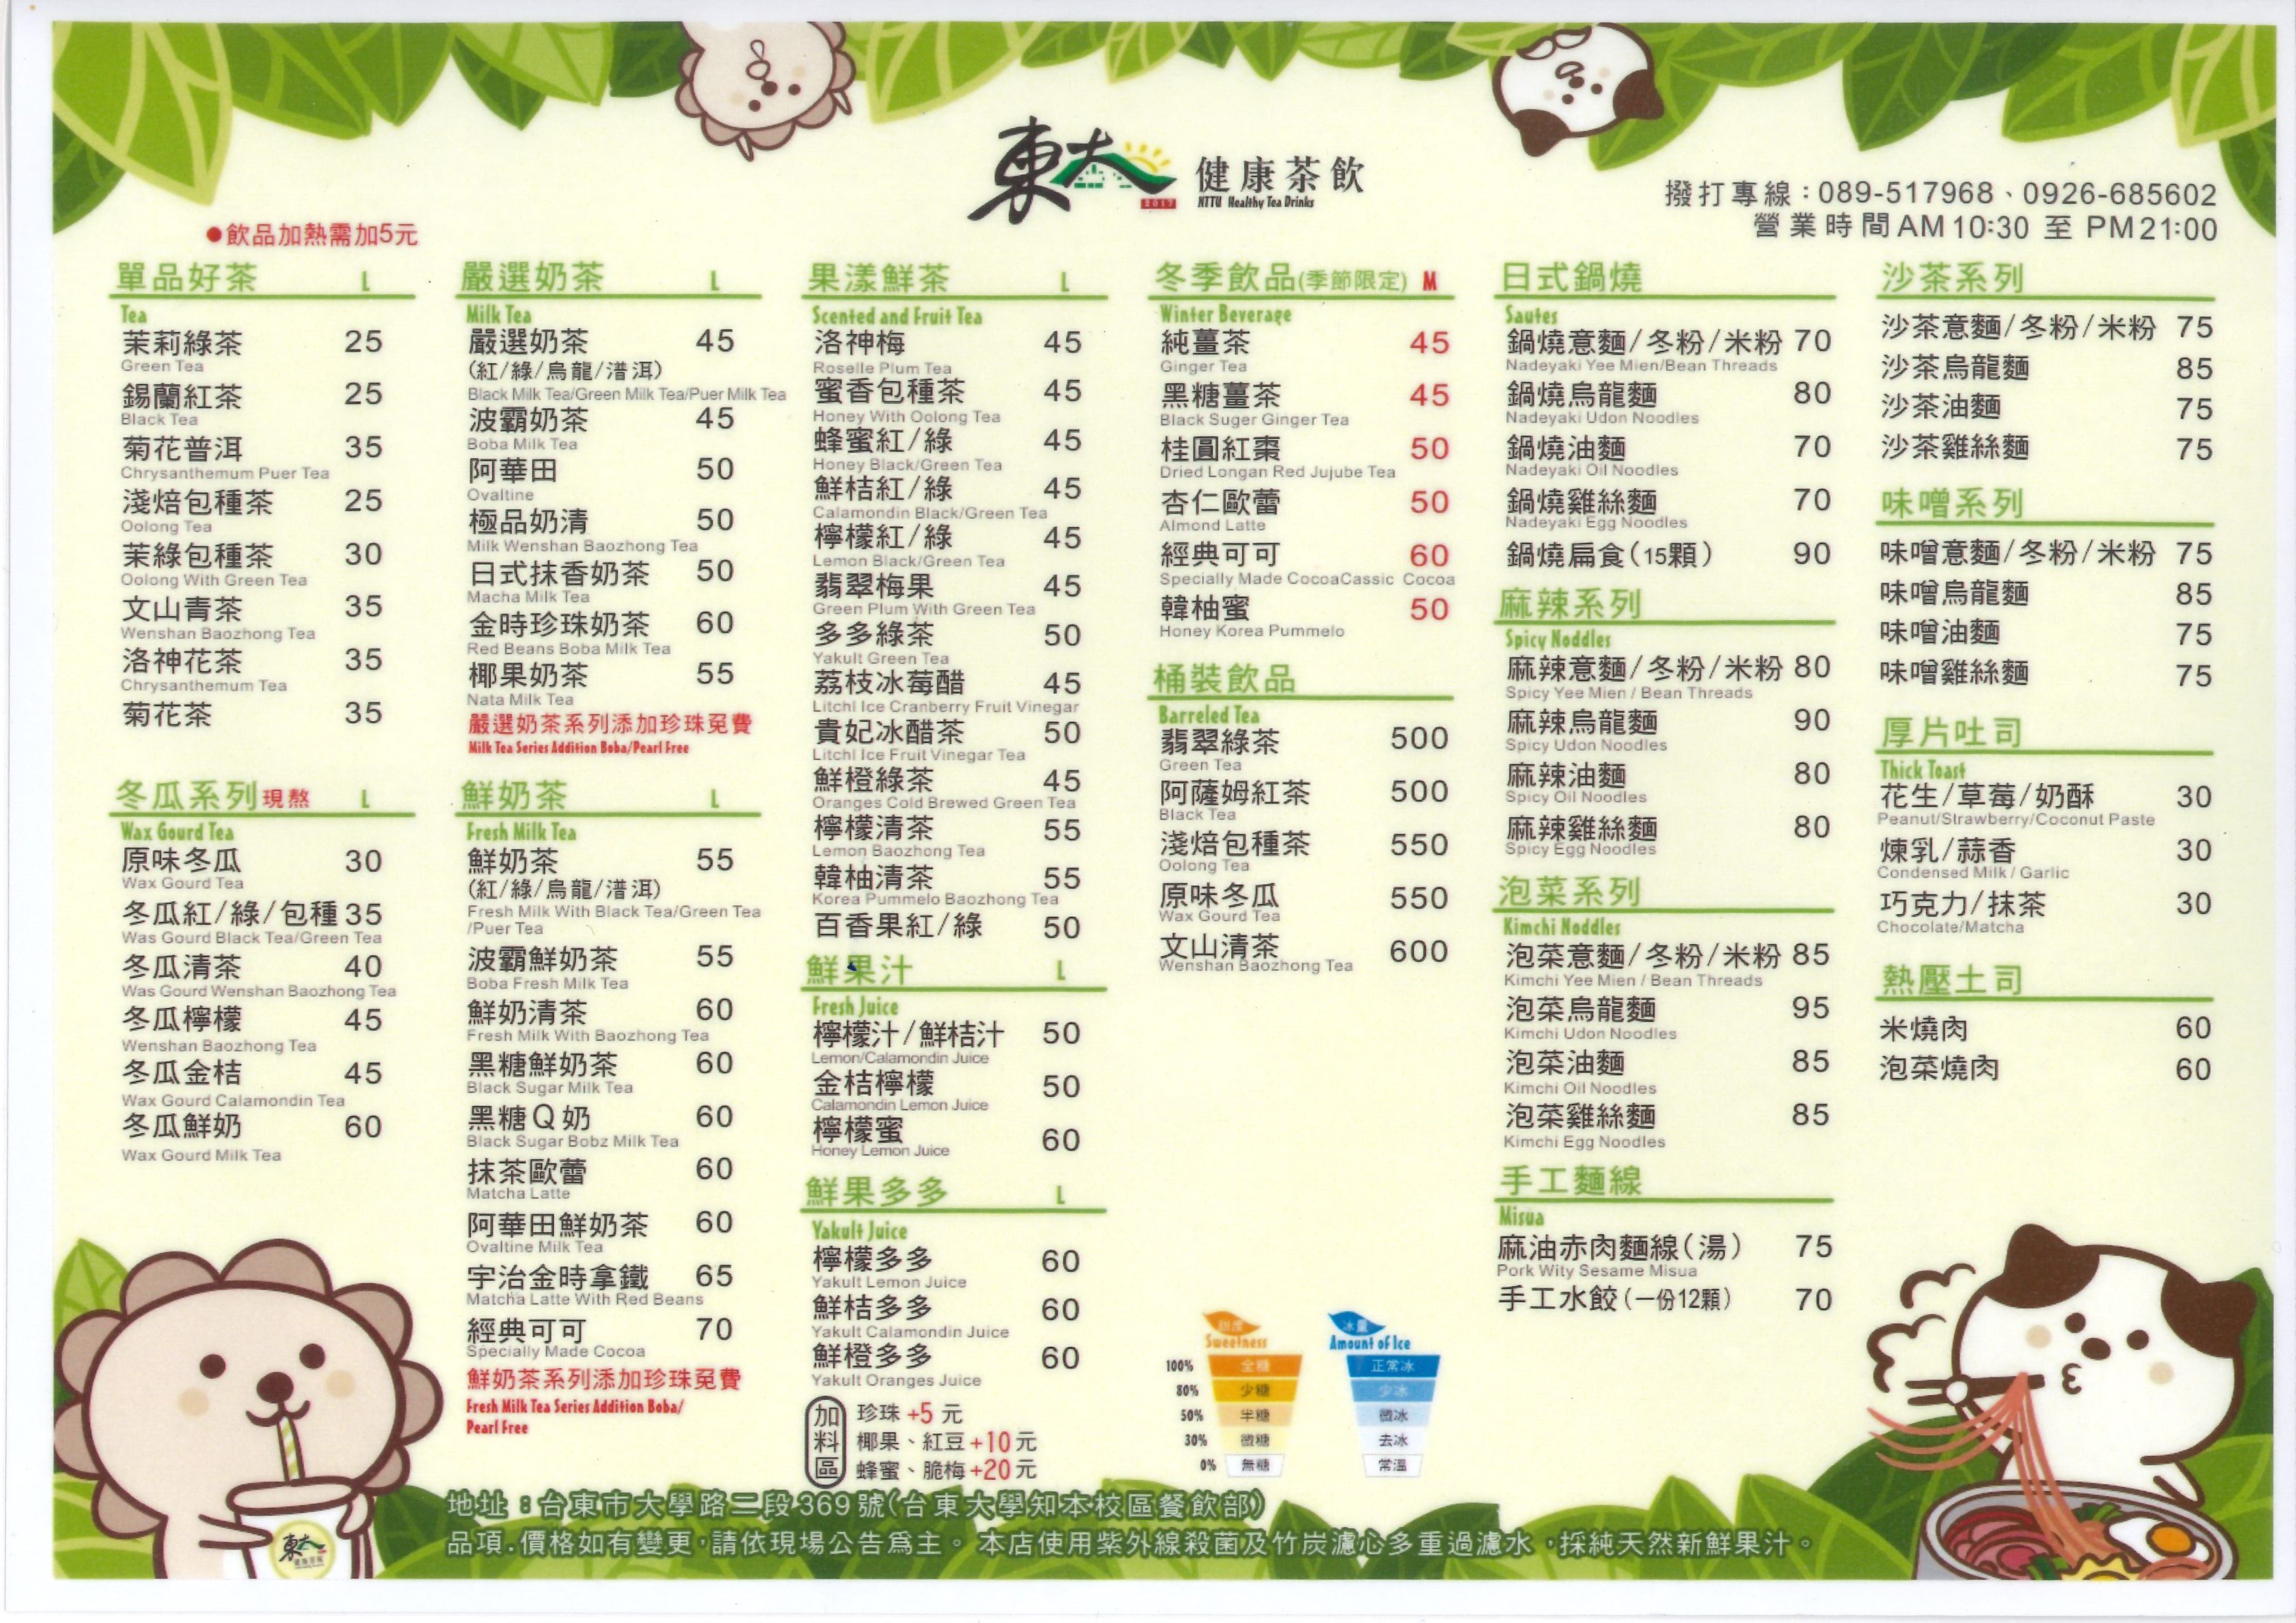 東大
2017
健康茶飲
NTTU Healthy Tea Drinks
撥打專線：089-517968、0926-685602
營業時間AM10:30 至 PM21:00
●飲品加熱需加5元
單品好茶 L
Tea
茉莉綠茶 25
Green Tea
錫蘭紅茶 25
Black Tea
菊花普洱 35
Chrysanthemum Puer Tea
淺焙包種茶 25
Oolong Tea
茉綠包種茶 30
Oolong With Green Tea
文山青茶 35
Wenshan Baozhong Tea
洛神花茶 35
Chrysanthemum Tea
菊花茶 35
冬瓜系列現熬 L
Wax Gourd Tea
原味冬瓜 30
Wax Gourd Tea
冬瓜紅/綠/包種 35
Was Gourd Black Tea/Green Tea
冬瓜清茶 40
Was Gourd Wenshan Baozhong Tea
冬瓜檸檬 45
Wenshan Baozhong Tea
冬瓜金桔 45
Wax Gourd Calamondin Tea
冬瓜鮮奶 60
Wax Gourd Milk Tea
嚴選奶茶 L
Milk Tea
嚴選奶茶 45
(紅/綠/烏龍/潽洱)
Black Milk Tea/Green Milk Tea/Puer Milk Tea
波霸奶茶 45
Boba Milk Tea
阿華田 50
Ovaltine
極品奶清 50
Milk Wenshan Baozhong Tea
日式抹香奶茶 50
Macha Milk Tea
金時珍珠奶茶 60
Red Beans Boba Milk Tea
椰果奶茶 55
Nata Milk Tea
嚴選奶茶系列添加珍珠免費
Milk Tea Series Addition Boba/Pearl Free
鮮奶茶 L
Fresh Milk Tea
鮮奶茶 55
(紅/綠/烏龍/潽洱)
Fresh Milk With Black Tea/Green Tea
/Puer Tea
波霸鮮奶茶 55
Boba Fresh Milk Tea
鮮奶清茶 60
Fresh Milk With Baozhong Tea
黑糖鮮奶茶 60
Black Sugar Milk Tea
黑糖Q奶 60
Black Sugar Bobz Milk Tea
抹茶歐蕾 60
Matcha Latte
阿華田鮮奶茶 60
Ovaltine Milk Tea
宇治金時拿鐵 65
Matcha Latte With Red Beans
經典可可 70
Specially Made Cocoa
鮮奶茶系列添加珍珠免費
Fresh Milk Tea Series Addition Boba/
Pearl Free
果漾鮮茶 L
Scented and Fruit Tea
洛神梅 45
Roselle Plum Tea
蜜香包種茶 45
Honey With Oolong Tea
蜂蜜紅/綠 45
Honey Black/Green Tea
鮮桔紅/綠 45
Calamondin Black/Green Tea
檸檬紅/綠 45
Lemon Black/Green Tea
翡翠梅果 45
Green Plum With Green Tea
多多綠茶 50
Yakult Green Tea
荔枝冰莓醋 45
Litchl Ice Cranberry Fruit Vinegar
貴妃冰醋茶 50
Litchl Ice Fruit Vinegar Tea
鮮橙綠茶 45
Oranges Cold Brewed Green Tea
檸檬清茶 55
Lemon Baozhong Tea
韓柚清茶 55
Korea Pummelo Baozhong Tea
百香果紅/綠 50
鮮果汁 L
Fresh Juice
檸檬汁/鮮桔汁 50
Lemon/Calamondin Juice
金桔檸檬 50
Calamondin Lemon Juice
檸檬蜜 60
Honey Lemon Juice
鮮果多多 L
Yakult Juice
檸檬多多 60
Yakult Lemon Juice
鮮桔多多 60
Yakult Calamondin Juice
鮮橙多多 60
Yakult Oranges Juice
加料區
珍珠+5元
椰果、紅豆+10元
蜂蜜、脆梅+20元
冬季飲品(季節限定) M
Winter Beverage
純薑茶 45
Ginger Tea
黑糖薑茶 45
Black Suger Ginger Tea
桂圓紅棗 50
Dried Longan Red Jujube Tea
杏仁歐蕾 50
Almond Latte
經典可可 60
Specially Made CocoaCassic Cocoa
韓柚蜜 50
Honey Korea Pummelo
桶裝飲品
Barreled Tea
翡翠綠茶 500
Green Tea
阿薩姆紅茶 500
Black Tea
淺焙包種茶 550
Oolong Tea
原味冬瓜 550
Wax Gourd Tea
文山清茶 600
Wenshan Baozhong Tea
甜度
Sweetness
100% 全糖
80% 少糖
50% 半糖
30% 微糖
0% 無糖
冰量
Amount of Ice
正常冰
少冰
微冰
去冰
常溫
日式鍋燒
Sautes
鍋燒意麵/冬粉/米粉 70
Nadeyaki Yee Mien/Bean Threads
鍋燒烏龍麵 80
Nadeyaki Udon Noodles
鍋燒油麵 70
Nadeyaki Oil Noodles
鍋燒雞絲麵 70
Nadeyaki Egg Noodles
鍋燒扁食(15顆) 90
麻辣系列
Spicy Noddles
麻辣意麵/冬粉/米粉 80
Spicy Yee Mien / Bean Threads
麻辣烏龍麵 90
Spicy Udon Noodles
麻辣油麵 80
Spicy Oil Noodles
麻辣雞絲麵 80
Spicy Egg Noodles
泡菜系列
Kimchi Noddles
泡菜意麵/冬粉/米粉 85
Kimchi Yee Mien / Bean Threads
泡菜烏龍麵 95
Kimchi Udon Noodles
泡菜油麵 85
Kimchi Oil Noodles
泡菜雞絲麵 85
Kimchi Egg Noodles
手工麵線
Misua
麻油赤肉麵線(湯) 75
Pork Wity Sesame Misua
手工水餃(一份12顆) 70
沙茶系列
沙茶意麵/冬粉/米粉 75
沙茶烏龍麵 85
沙茶油麵 75
沙茶雞絲麵 75
味噌系列
味噌意麵/冬粉/米粉 75
味噌烏龍麵 85
味噌油麵 75
味噌雞絲麵 75
厚片吐司
Thick Toast
花生/草莓/奶酥 30
Peanut/Strawberry/Coconut Paste
煉乳/蒜香 30
Condensed Milk / Garlic
巧克力/抹茶 30
Chocolate/Matcha
熱壓土司
米燒肉 60
泡菜燒肉 60
東大
地址：台東市大學路二段369號(台東大學知本校區餐飲部)
品項.價格如有變更,請依現場公告為主。本店使用紫外線殺菌及竹炭濾心多重過濾水,採純天然新鮮果汁。